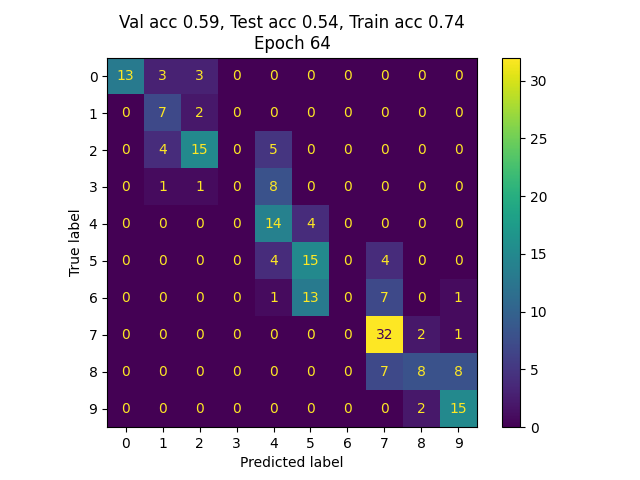 Val acc 0.59, Test acc 0.54, Train acc 0.74
Epoch 64
0 13 3 3 0 0 0 0 0 0 0
1 0 7 2 0 0 0 0 0 0 0
2 0 4 15 0 5 0 0 0 0 0
3 0 1 1 0 8 0 0 0 0 0
4 0 0 0 0 14 4 0 0 0 0
5 0 0 0 0 4 15 0 4 0 0
6 0 0 0 0 1 13 0 7 0 1
7 0 0 0 0 0 0 0 32 2 1
8 0 0 0 0 0 0 0 7 8 8
9 0 0 0 0 0 0 0 0 2 15
0 1 2 3 4 5 6 7 8 9
True label
Predicted label
30
25
20
15
10
5
0